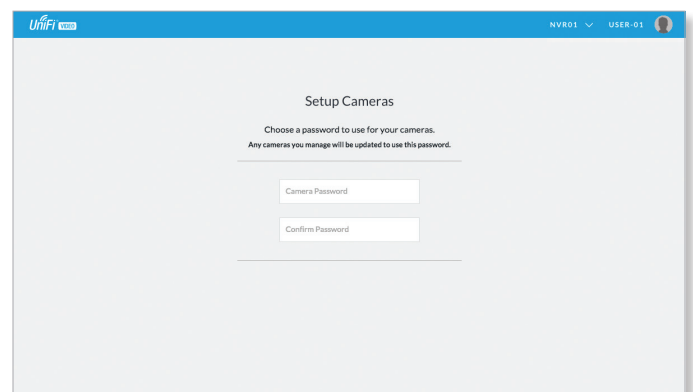 UniFi VIDEO NVR01 USER-01
Setup Cameras
Choose a password to use for your cameras.
Any cameras you manage will be updated to use this password.
Camera Password
Confirm Password